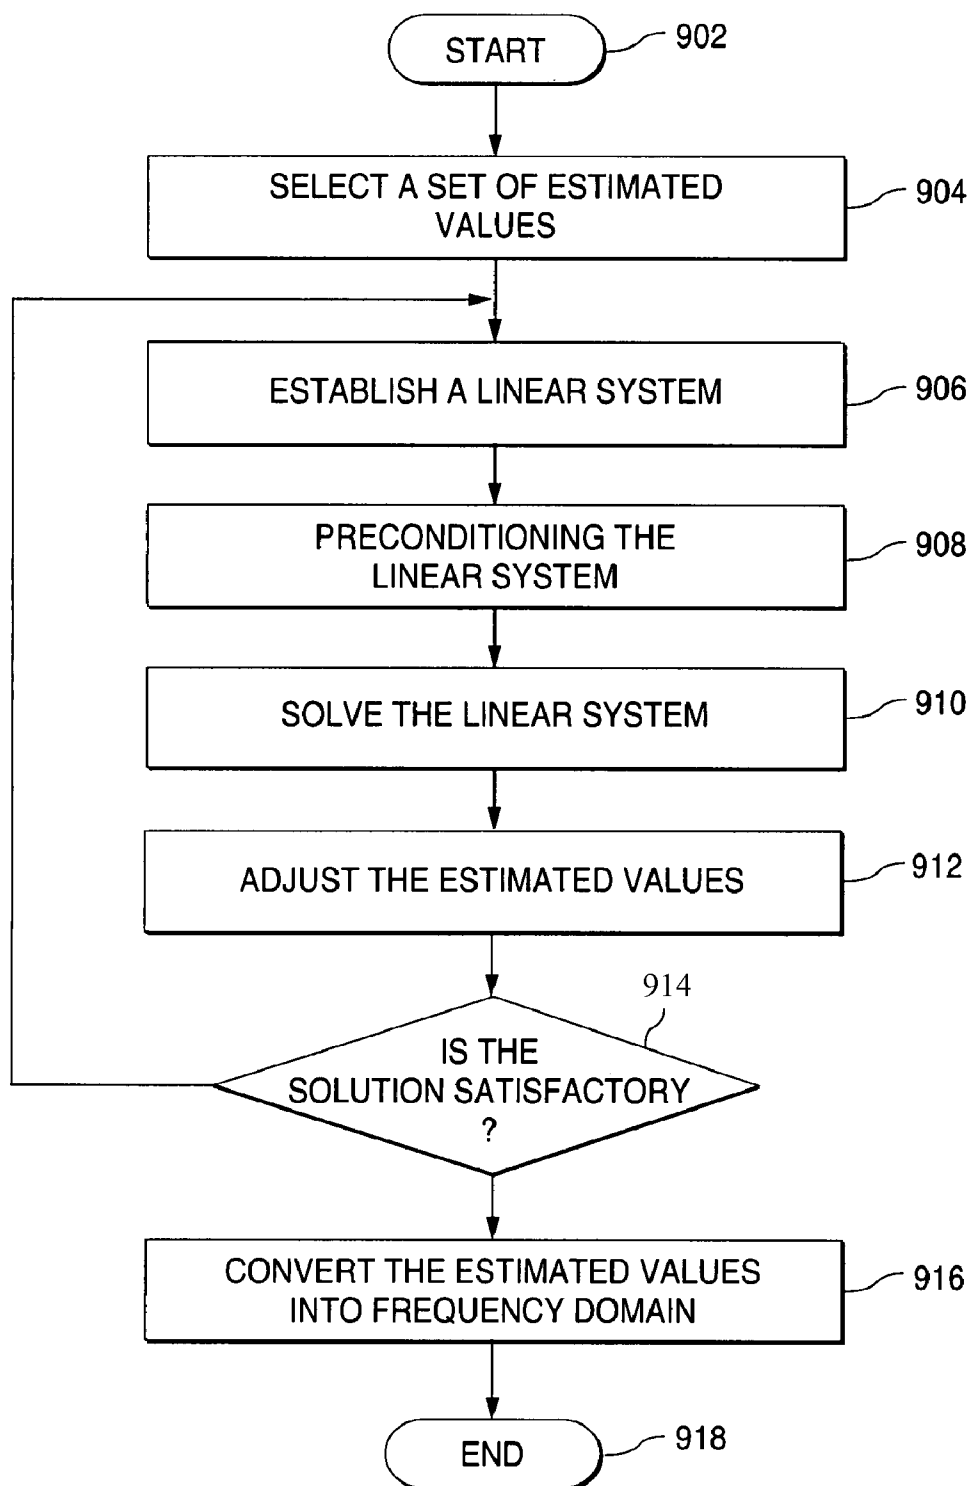 START
902
SELECT A SET OF ESTIMATED
VALUES
904
ESTABLISH A LINEAR SYSTEM
906
PRECONDITIONING THE
LINEAR SYSTEM
908
SOLVE THE LINEAR SYSTEM
910
ADJUST THE ESTIMATED VALUES
912
914
IS THE
SOLUTION SATISFACTORY
?
CONVERT THE ESTIMATED VALUES
INTO FREQUENCY DOMAIN
916
END
918